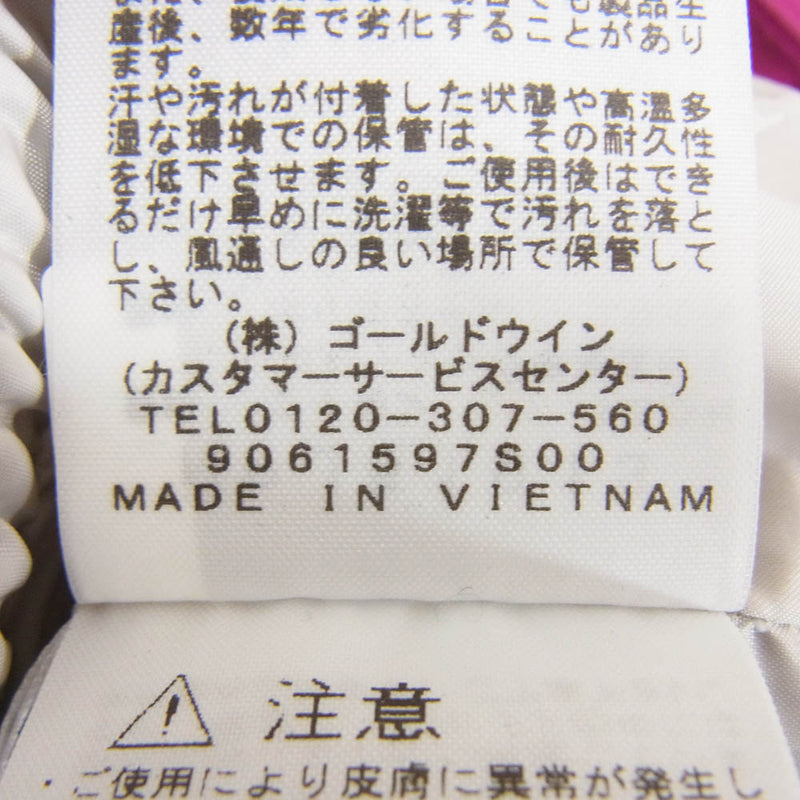 産後、数年で劣化することがあり
ます。
汗や汚れが付着した状態や高温多
湿な環境での保管は、その耐久性
を低下させます。ご使用後はでき
るだけ早めに洗濯等で汚れを落と
し、風通しの良い場所で保管して
下さい。
(株)ゴールドウイン
(カスタマーサービスセンター)
TEL0120-307-560
9061597S00
MADE IN VIETNAM
注意
・ご使用により皮膚に異常が発生し